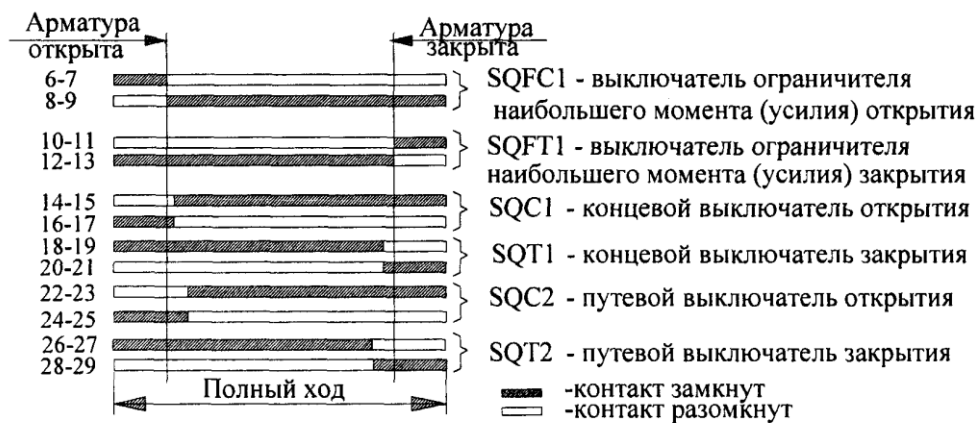 Арматура открыта
Арматура закрыта
6-7
8-9
SQFC1 - выключатель ограничителя
наибольшего момента (усилия) открытия
10-11
12-13
SQFT1 - выключатель ограничителя
наибольшего момента (усилия) закрытия
14-15
16-17
SQC1 - концевой выключатель открытия
18-19
20-21
SQT1 - концевой выключатель закрытия
22-23
24-25
SQC2 - путевой выключатель открытия
26-27
28-29
SQT2 - путевой выключатель закрытия
Полный ход
-контакт замкнут
-контакт разомкнут